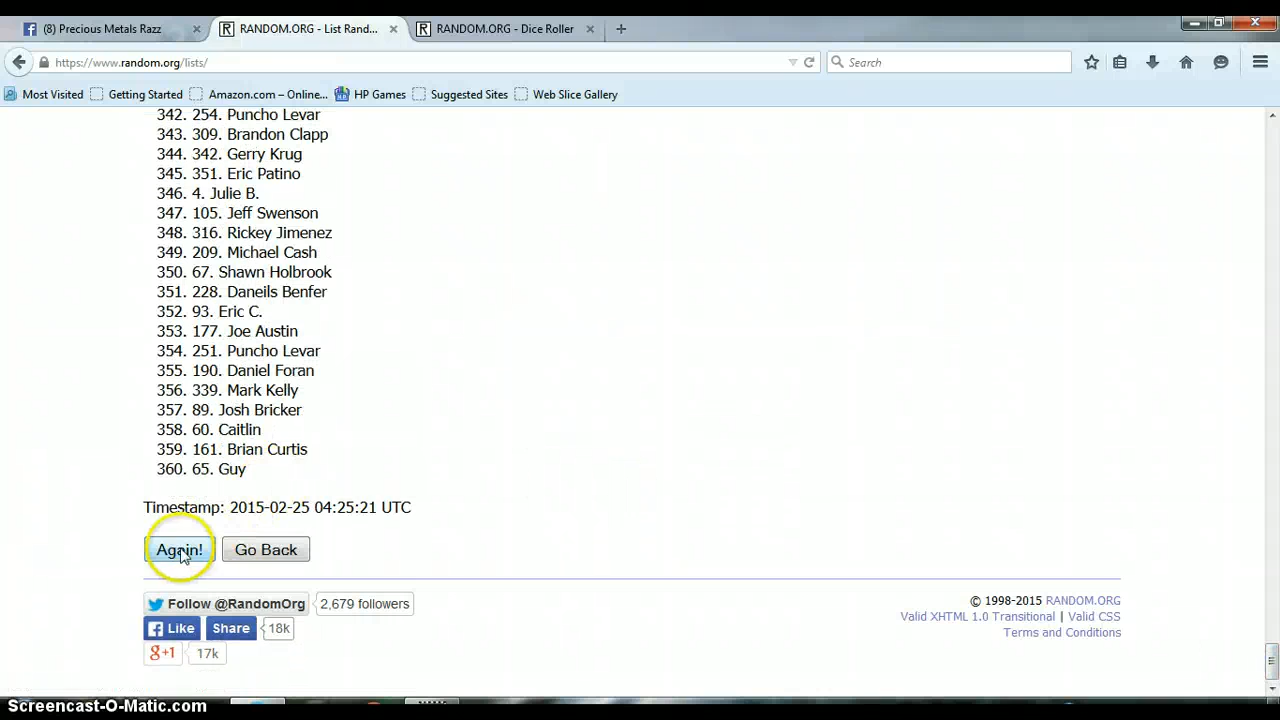 (8) Precious Metals Razz
RANDOM.ORG - List Rand...
RANDOM.ORG - Dice Roller
https://www.random.org/lists/
Search
Most Visited
Getting Started
Amazon.com – Online...
HP Games
Suggested Sites
Web Slice Gallery
342. 254. Puncho Levar
343. 309. Brandon Clapp
344. 342. Gerry Krug
345. 351. Eric Patino
346. 4. Julie B.
347. 105. Jeff Swenson
348. 316. Rickey Jimenez
349. 209. Michael Cash
350. 67. Shawn Holbrook
351. 228. Daneils Benfer
352. 93. Eric C.
353. 177. Joe Austin
354. 251. Puncho Levar
355. 190. Daniel Foran
356. 339. Mark Kelly
357. 89. Josh Bricker
358. 60. Caitlin
359. 161. Brian Curtis
360. 65. Guy
Timestamp: 2015-02-25 04:25:21 UTC
Again!
Go Back
Follow @RandomOrg
2,679 followers
Like
Share
18k
g+1
17k
© 1998-2015 RANDOM.ORG
Valid XHTML 1.0 Transitional | Valid CSS
Terms and Conditions
Screencast-O-Matic.com